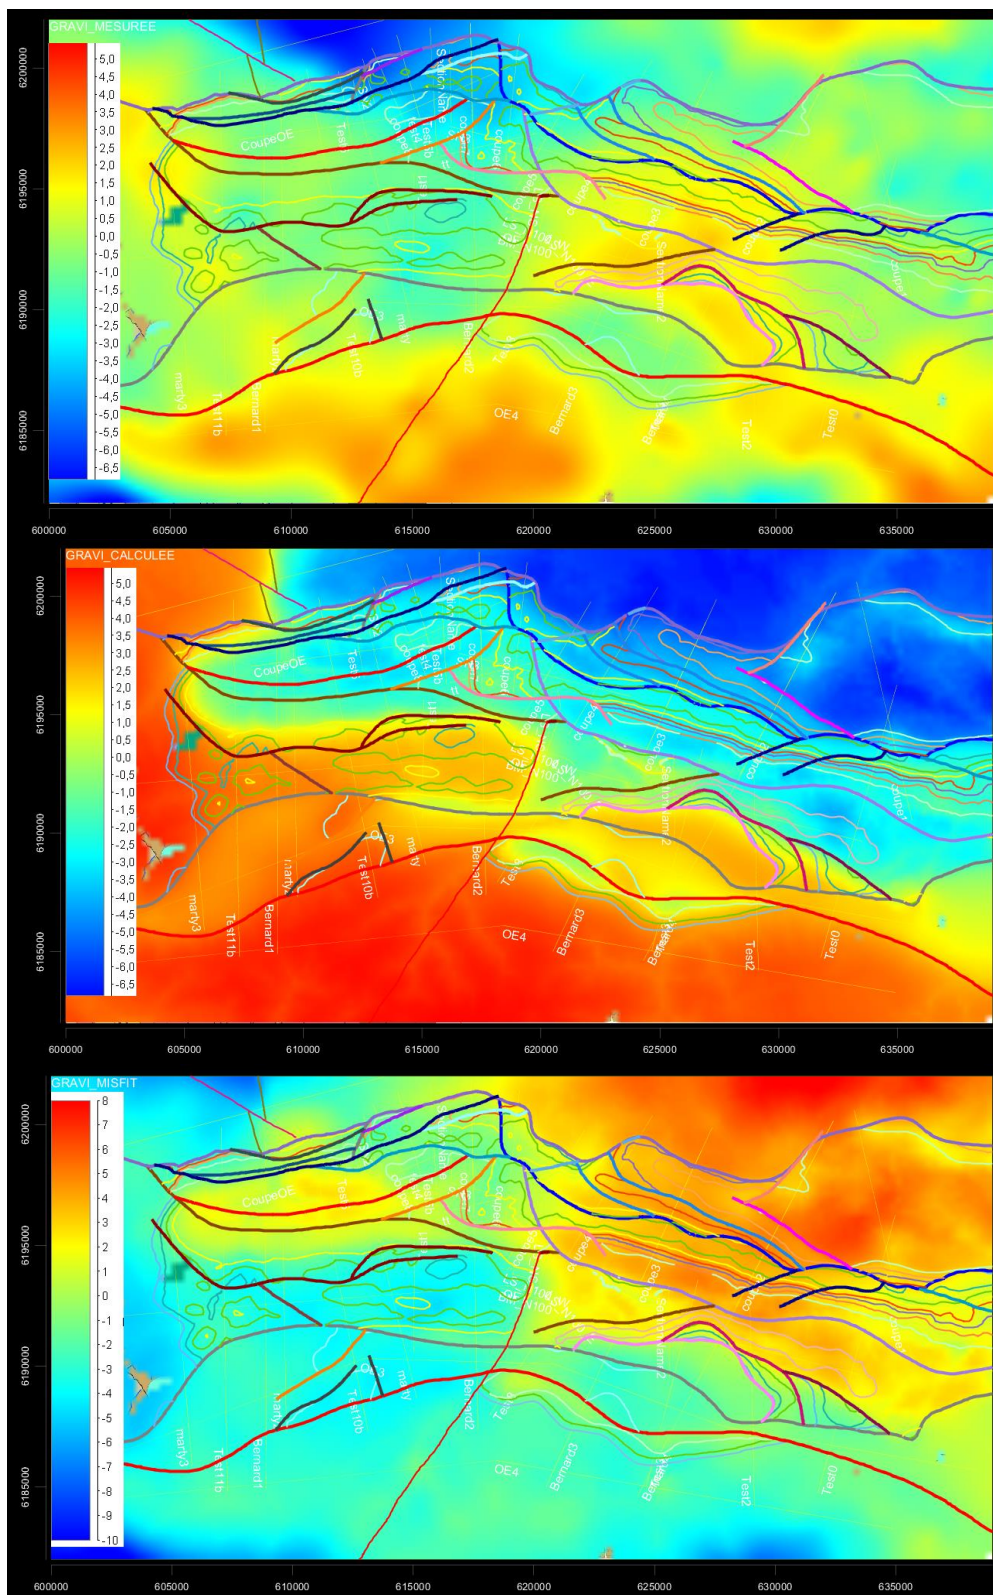 GRAVI_MESUREE
5,0
4,5
4,0
3,5
3,0
2,5
2,0
1,5
1,0
0,5
0,0
-0,5
-1,0
-1,5
-2,0
-2,5
-3,0
-3,5
-4,0
-4,5
-5,0
-5,5
-6,0
-6,5
6200000
6195000
6190000
6185000
CoupeOE
marty3
Test11b
Bernard1
Test10b
marty
Bernard2
OE4
Bernard3
Test2
Test0
coupe3
600000 605000 610000 615000 620000 625000 630000 635000
GRAVI_CALCULEE
5,0
4,5
4,0
3,5
3,0
2,5
2,0
1,5
1,0
0,5
0,0
-0,5
-1,0
-1,5
-2,0
-2,5
-3,0
-3,5
-4,0
-4,5
-5,0
-5,5
-6,0
-6,5
6200000
6195000
6190000
6185000
CoupeOE
marty3
Test11b
Bernard1
Test10b
marty
Bernard2
OE4
Bernard3
Test2
Test0
coupe3
600000 605000 610000 615000 620000 625000 630000 635000
GRAVI_MISFIT
8
7
6
5
4
3
2
1
0
-1
-2
-3
-4
-5
-6
-7
-8
-10
6200000
6195000
6190000
6185000
CoupeOE
marty3
Test11b
Bernard1
Test10b
marty
Bernard2
OE4
Bernard3
Test2
Test0
coupe3
600000 605000 610000 615000 620000 625000 630000 635000